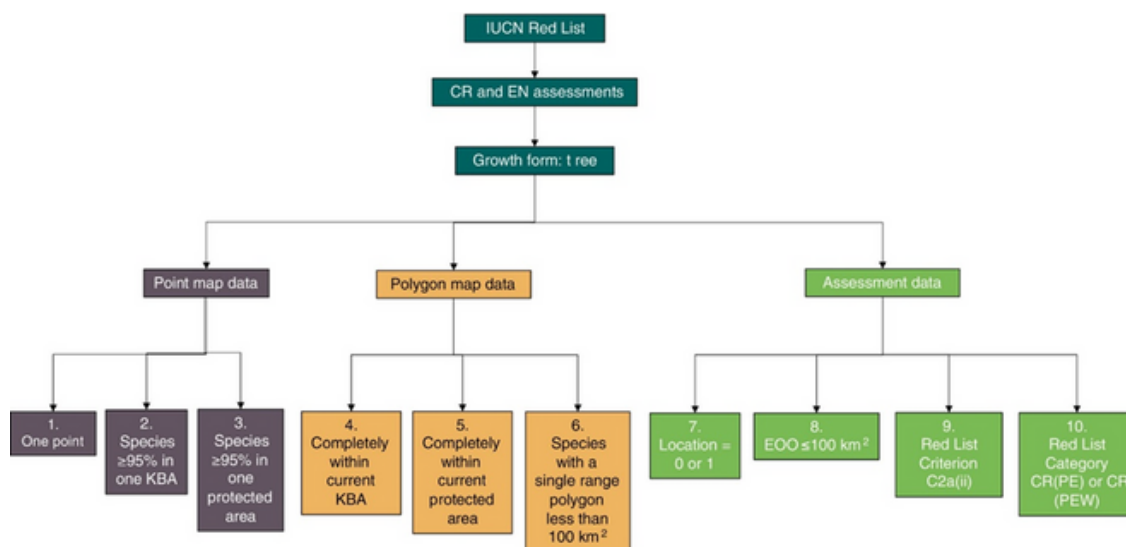 IUCN Red List
CR and EN assessments
Growth form: t ree
Point map data
Polygon map data
Assessment data
1.
One point
2.
Species
≥95% in
one KBA
3.
Species
≥95% in
one
protected
area
4.
Completely
within
current
KBA
5.
Completely
within
current
protected
area
6.
Species
with a
single range
polygon
less than
100 km²
7.
Location =
0 or 1
8.
EOO ≤100 km²
9.
Red List
Criterion
C2a(ii)
10.
Red List
Category
CR(PE) or CR
(PEW)